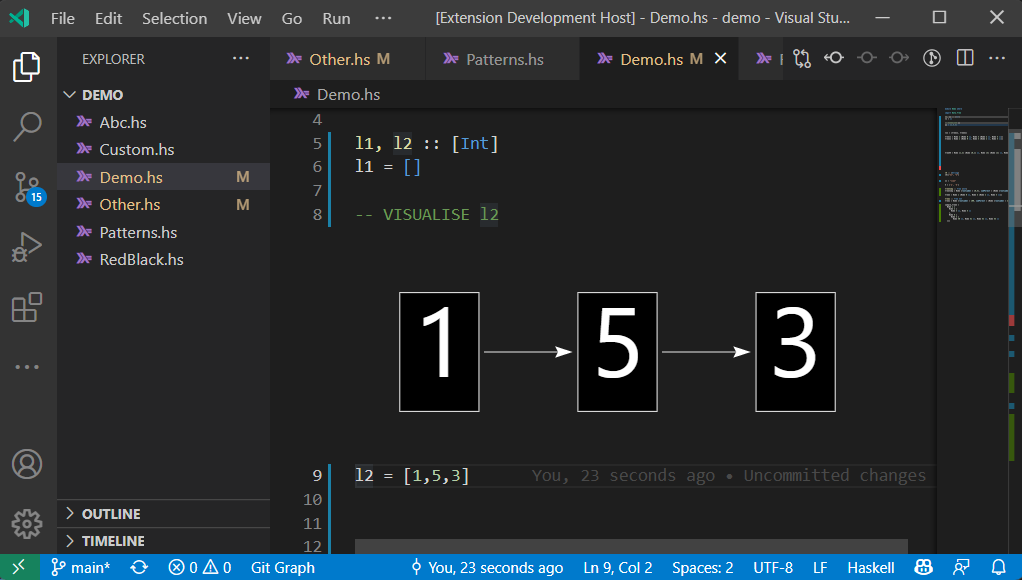 File Edit Selection View Go Run ··· [Extension Development Host] - Demo.hs - demo - Visual Stu...
EXPLORER ···
Other.hs M Patterns.hs Demo.hs M
Demo.hs
DEMO
Abc.hs
Custom.hs
Demo.hs M
Other.hs M
Patterns.hs
RedBlack.hs
15
4
5 l1, l2 :: [Int]
6 l1 = []
7
8 -- VISUALISE l2
1 5 3
9 l2 = [1,5,3] You, 23 seconds ago • Uncommitted changes
10
11
12
OUTLINE
TIMELINE
main* 0 0 Git Graph You, 23 seconds ago Ln 9, Col 2 Spaces: 2 UTF-8 LF Haskell